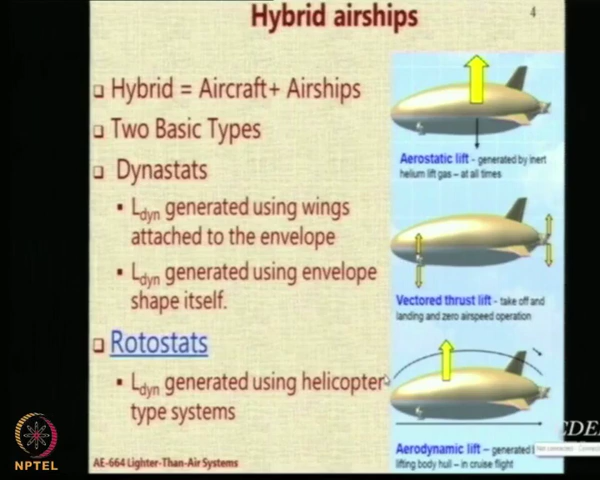 Hybrid airships
4
Hybrid = Aircraft+ Airships
Two Basic Types
Dynastats
Ldyn generated using wings
attached to the envelope
Ldyn generated using envelope
shape itself.
Rotostats
Ldyn generated using helicopter
type systems
Aerostatic lift - generated by inert
helium lift gas – at all times
Vectored thrust lift - take off and
landing and zero airspeed operation
Aerodynamic lift – generated
lifting body hull – in cruise flight
NPTEL
AE-664 Lighter-Than-Air Systems